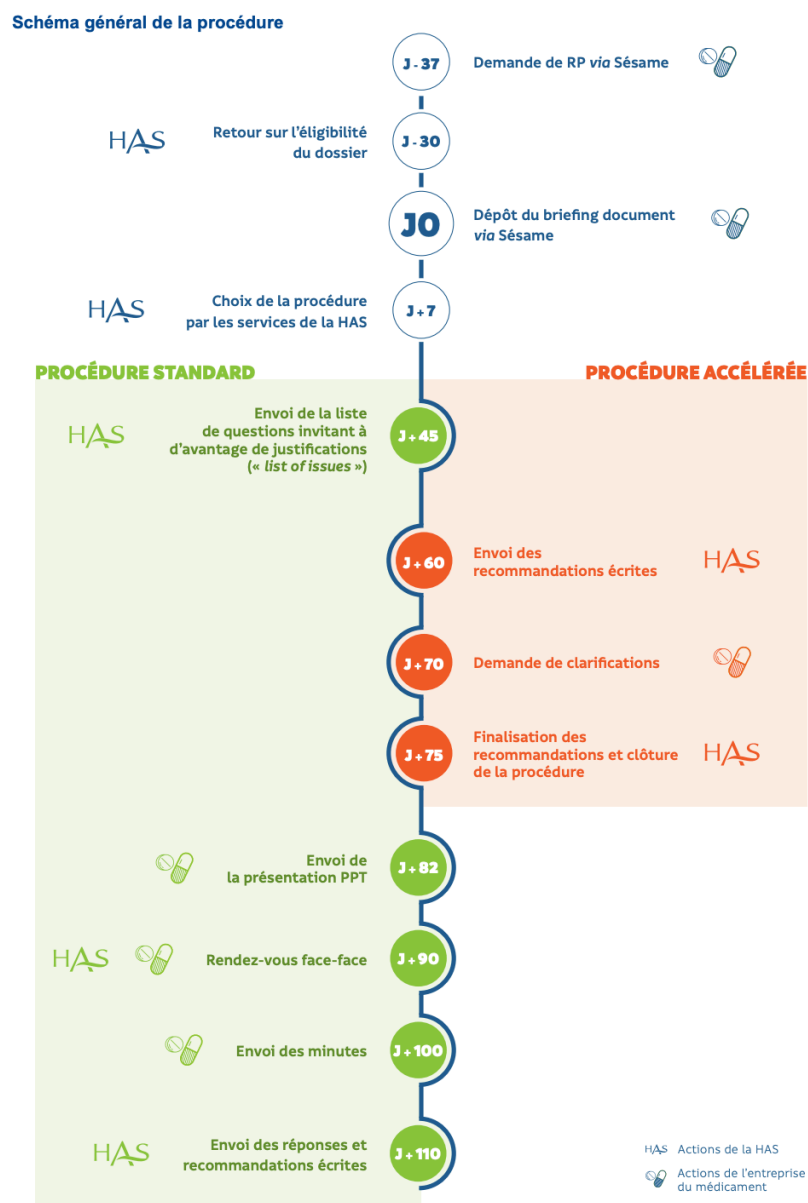 Schéma général de la procédure
J - 37
Demande de RP via Sésame
HAS
Retour sur l'éligibilité
du dossier
J - 30
J0
Dépôt du briefing document
via Sésame
HAS
Choix de la procédure
par les services de la HAS
J + 7
PROCÉDURE STANDARD
PROCÉDURE ACCÉLÉRÉE
HAS
Envoi de la liste
de questions invitant à
d'avantage de justifications
(« list of issues »)
J + 45
J + 60
Envoi des
recommandations écrites
HAS
J + 70
Demande de clarifications
J + 75
Finalisation des
recommandations et clôture
de la procédure
HAS
Envoi de
la présentation PPT
J + 82
HAS
Rendez-vous face-face
J + 90
Envoi des minutes
J + 100
HAS
Envoi des réponses et
recommandations écrites
J + 110
HAS Actions de la HAS
Actions de l'entreprise
du médicament